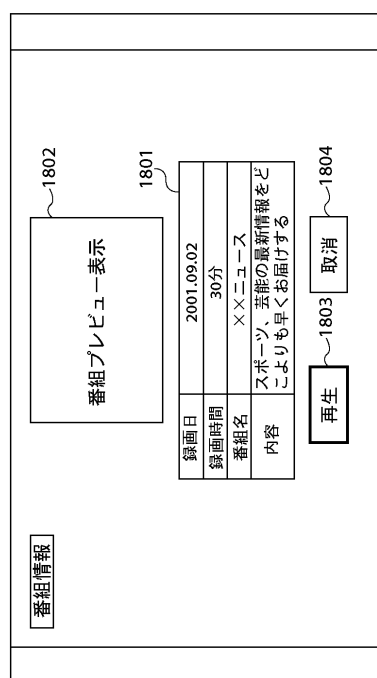 番組情報
番組プレビュー表示
1802
1801
録画日 2001.09.02
録画時間 30分
番組名 ××ニュース
内容 スポーツ、芸能の最新情報をど
こよりも早くお届けする
再生
1803
取消
1804